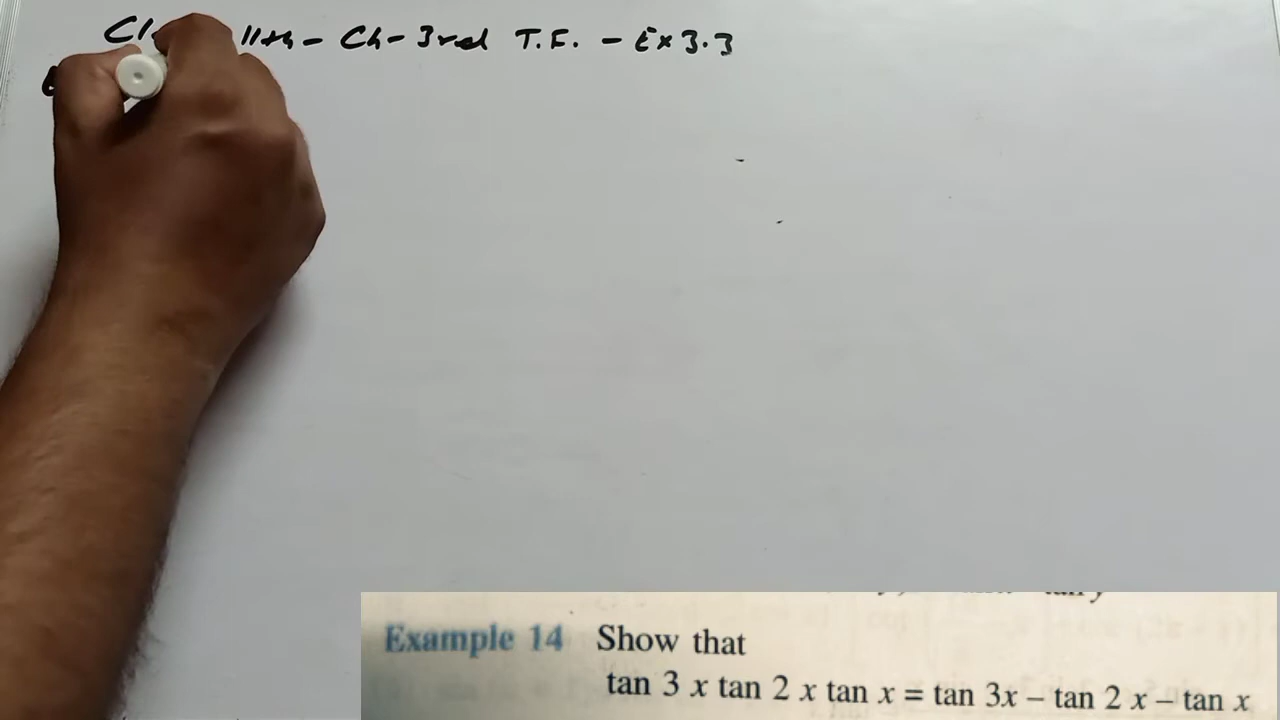 11th - Ch - 3rd T.F. - Ex 3.3
Example 14 Show that
tan 3 x tan 2 x tan x = tan 3x – tan 2 x – tan x